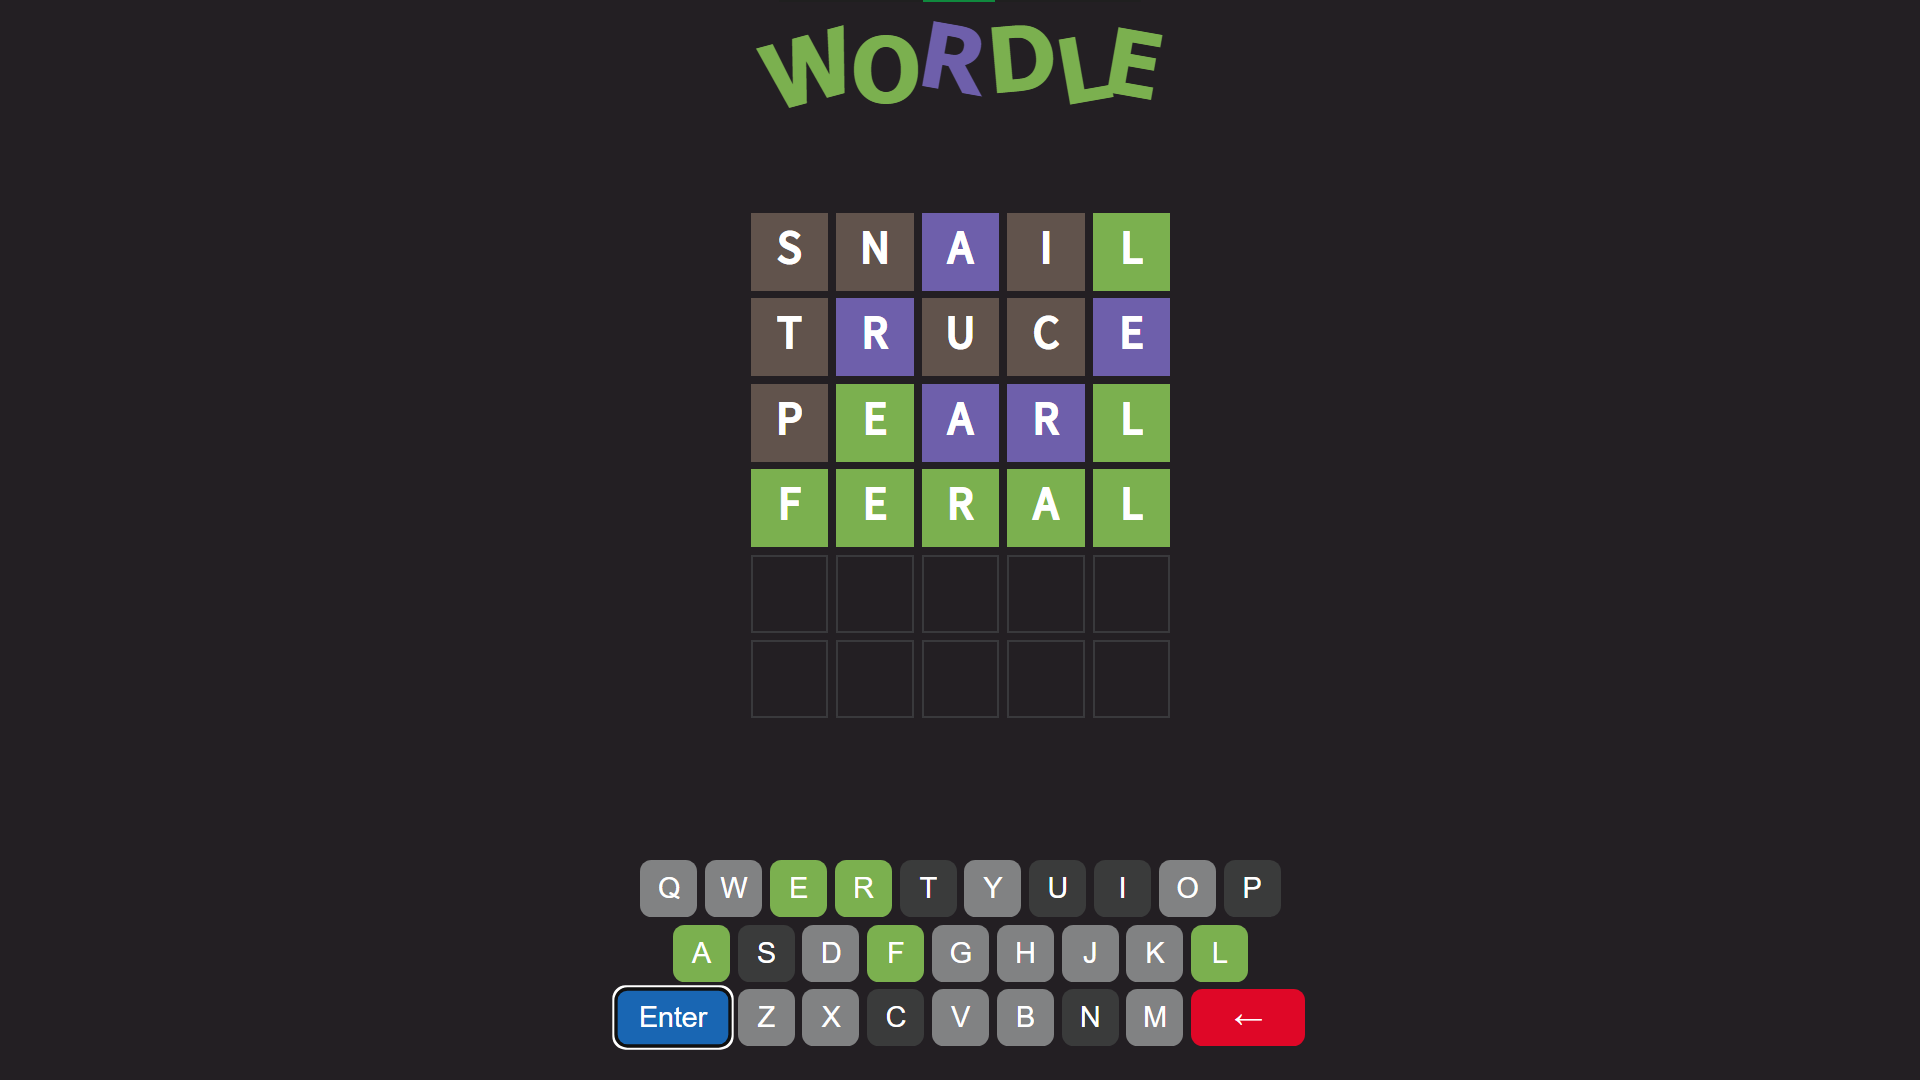 WORDLE
S N A I L
T R U C E
P E A R L
F E R A L
Q W E R T Y U I O P
A S D F G H J K L
Enter Z X C V B N M ←